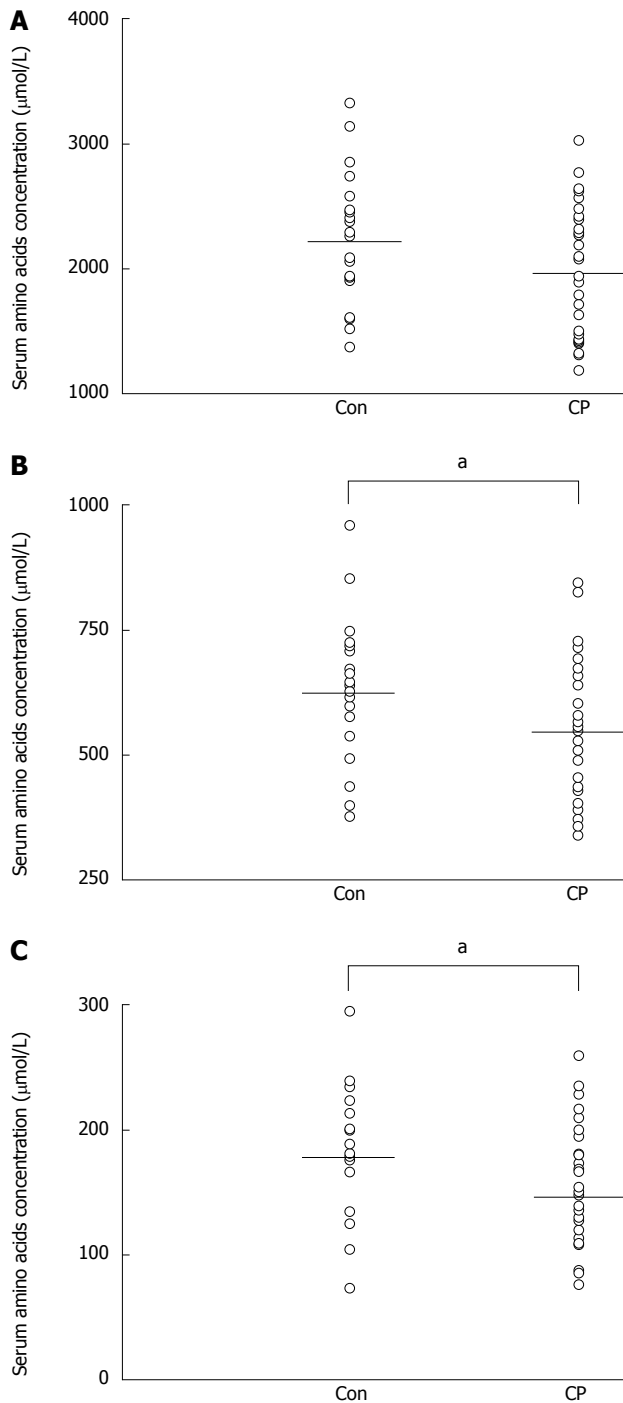 A
Serum amino acids concentration (μmol/L)
4000
3000
2000
1000
Con
CP
B
a
Serum amino acids concentration (μmol/L)
1000
750
500
250
Con
CP
C
a
Serum amino acids concentration (μmol/L)
300
200
100
0
Con
CP